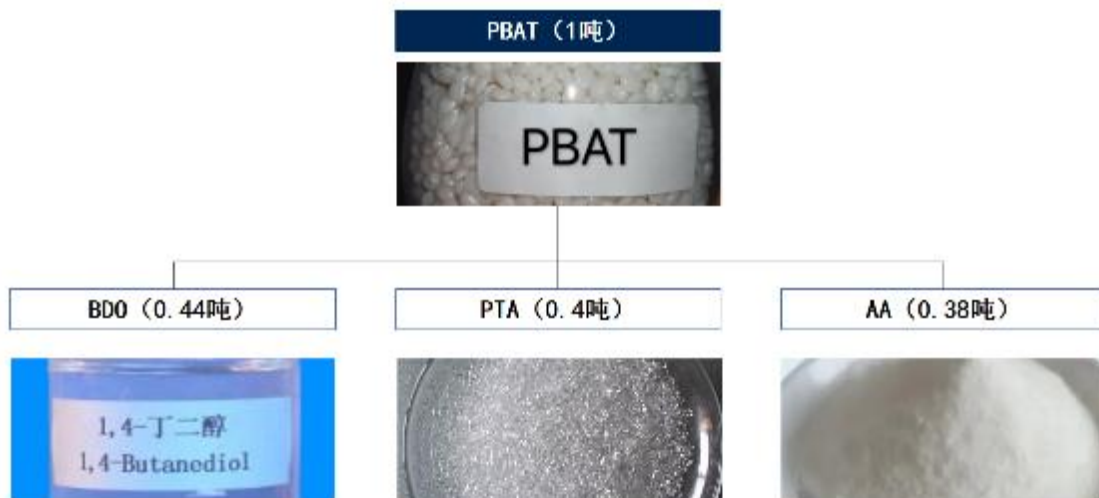 PBAT（1吨）
PBAT
BDO（0.44吨）
PTA（0.4吨）
AA（0.38吨）
1,4-丁二醇
1,4-Butanediol